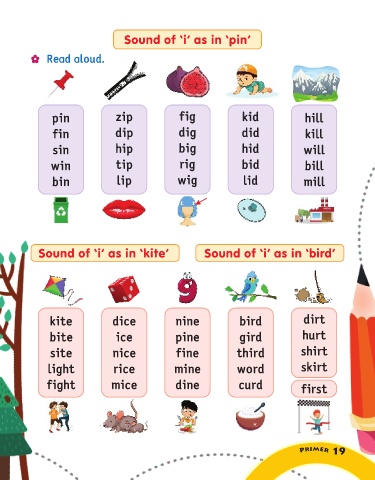 Sound of 'i' as in 'pin'
Read aloud.
pin
fin
sin
win
bin
zip
dip
hip
tip
lip
fig
dig
big
rig
wig
kid
did
hid
bid
lid
hill
kill
will
bill
mill
Sound of 'i' as in 'kite'
Sound of 'i' as in 'bird'
kite
bite
site
light
fight
dice
ice
nice
rice
mice
nine
pine
fine
mine
dine
bird
gird
third
word
curd
dirt
hurt
shirt
skirt
first
PRIMER 19